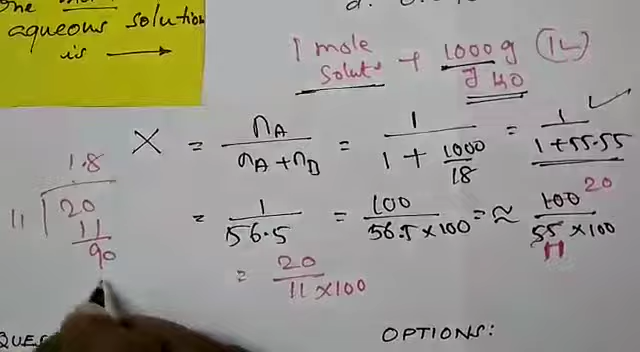 One
aqueous solution
is →
d.
1 mole solute + 1000 g (1L)
g H2O
X = nA / nA + nB = 1 / 1 + 1000/18 = 1 / 1 + 55.55
= 1 / 56.5 = 100 / 56.5 × 100 = ≈ 100 20 / 55 × 100
11
= 20 / 11 × 100
1.8
11 20
11
90
QUES
OPTIONS: